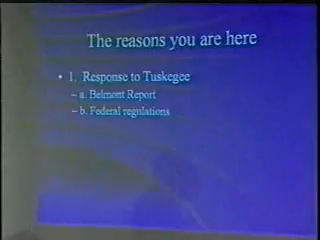 The reasons you are here
• 1. Response to Tuskegee
– a. Belmont Report
– b. Federal regulations